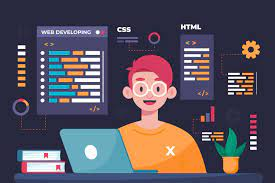 WEB DEVELOPING
CSS
HTML
<>
</>
</>
X